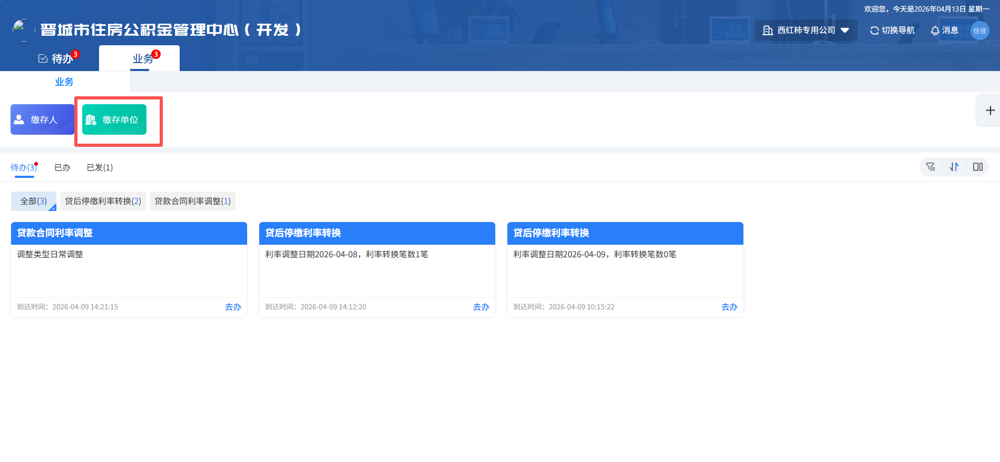 欢迎您，今天是2026年04月13日 星期一
晋城市住房公积金管理中心（开发）
西红柿专用公司
切换导航
消息
佳佳
待办 3
业务 3
业务
缴存人
缴存单位
待办(3)
已办
已发(1)
全部(3)
贷后停缴利率转换(2)
贷款合同利率调整(1)
贷款合同利率调整
调整类型日常调整
到达时间：2026-04-09 14:21:15
去办
贷后停缴利率转换
利率调整日期2026-04-08，利率转换笔数1笔
到达时间：2026-04-09 14:12:20
去办
贷后停缴利率转换
利率调整日期2026-04-09，利率转换笔数0笔
到达时间：2026-04-09 10:15:22
去办